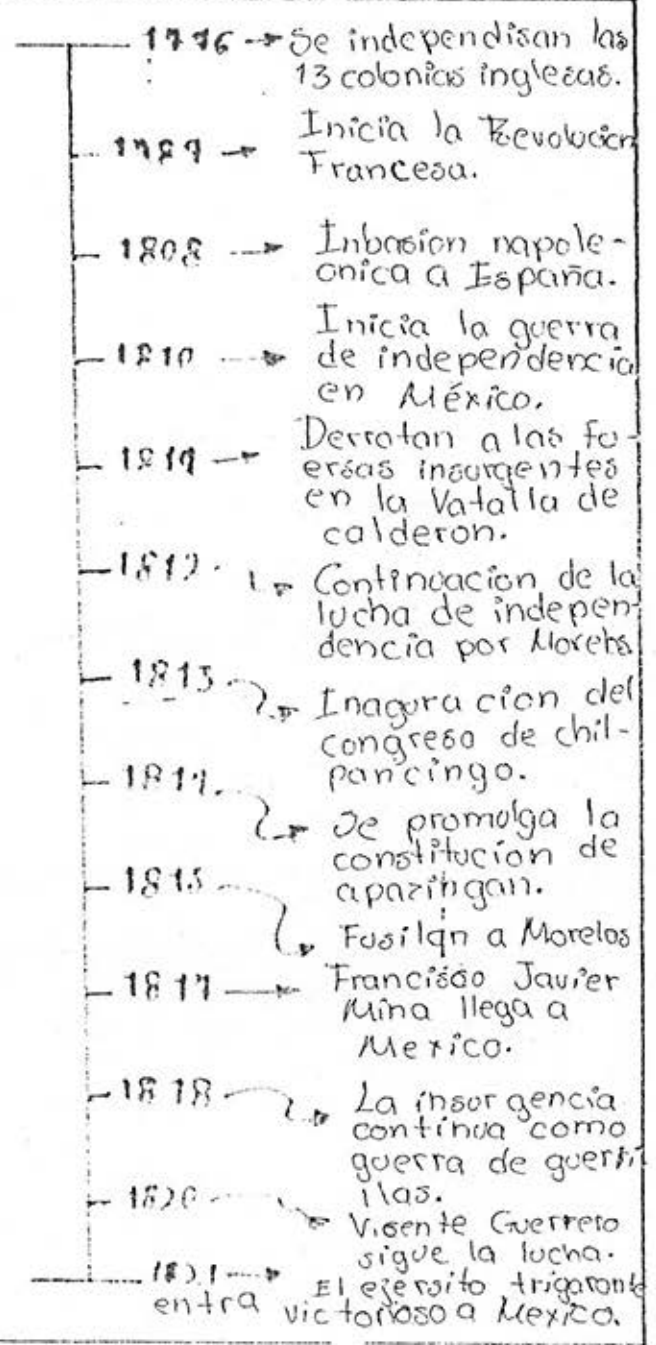 1776 → Se independisan las
13 colonias inglesas.
1789 → Inicia la Revolucion
Francesa.
1808 → Inbasion napole-
onica a España.
1810 → Inicia la guerra
de independencia
en México.
1811 → Derrotan a las fu-
ersas insurgentes
en la Vatalla de
calderon.
1812 → Continuacion de la
lucha de indepen-
dencia por Morelos
1813 → Inaguracion del
congreso de chil-
pancingo.
1814 → Se promulga la
constitucion de
apazingan.
1815 → Fusilan a Morelos
1817 → Francisco Javier
Mina llega a
Mexico.
1818 → La insurgencia
continua como
guerra de guerri
llas.
1820 → Visente Guerrero
sigue la lucha.
1821 → El ejersito trigarante
entra victorioso a Mexico.